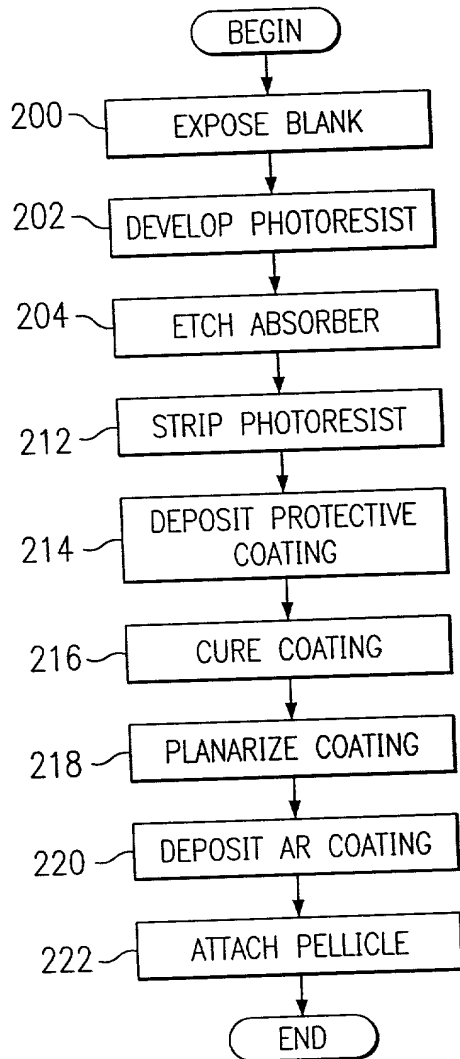 BEGIN
200 EXPOSE BLANK
202 DEVELOP PHOTORESIST
204 ETCH ABSORBER
212 STRIP PHOTORESIST
214 DEPOSIT PROTECTIVE
COATING
216 CURE COATING
218 PLANARIZE COATING
220 DEPOSIT AR COATING
222 ATTACH PELLICLE
END